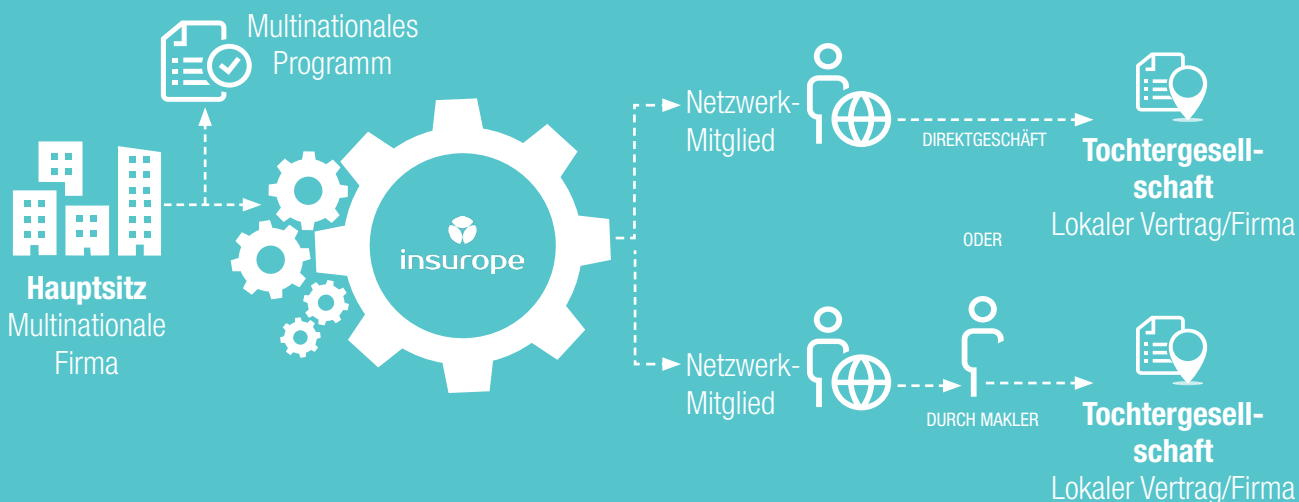 Multinationales
Programm
Hauptsitz
Multinationale
Firma
insurope
Netzwerk-
Mitglied
DIREKTGESCHÄFT
Tochtergesell-
schaft
Lokaler Vertrag/Firma
ODER
Netzwerk-
Mitglied
DURCH MAKLER
Tochtergesell-
schaft
Lokaler Vertrag/Firma